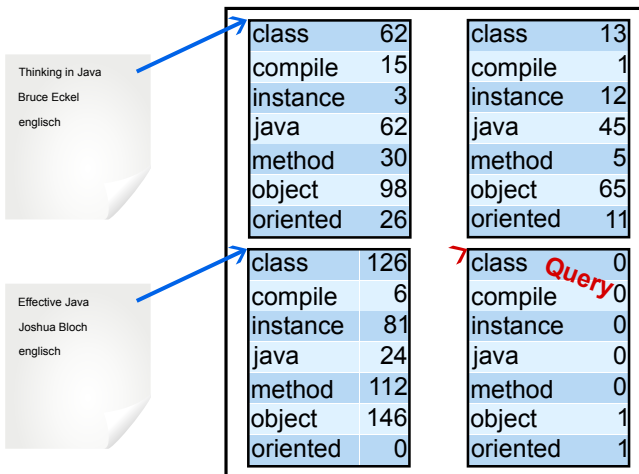 Thinking in Java
Bruce Eckel
englisch
class 62
compile 15
instance 3
java 62
method 30
object 98
oriented 26
class 13
compile 1
instance 12
java 45
method 5
object 65
oriented 11
Effective Java
Joshua Bloch
englisch
class 126
compile 6
instance 81
java 24
method 112
object 146
oriented 0
Query
class 0
compile 0
instance 0
java 0
method 0
object 1
oriented 1